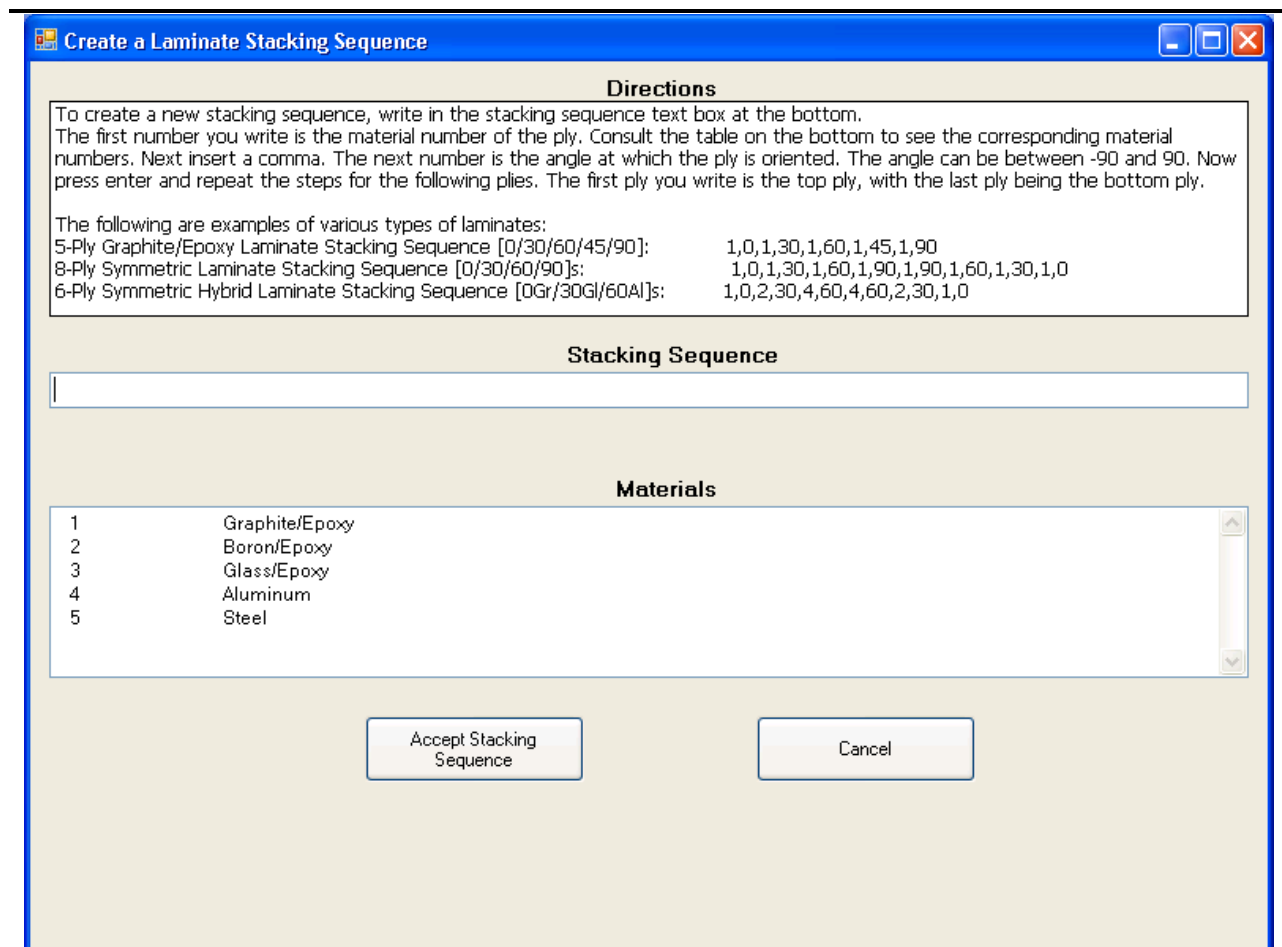 Create a Laminate Stacking Sequence
Directions
To create a new stacking sequence, write in the stacking sequence text box at the bottom.
The first number you write is the material number of the ply. Consult the table on the bottom to see the corresponding material
numbers. Next insert a comma. The next number is the angle at which the ply is oriented. The angle can be between -90 and 90. Now
press enter and repeat the steps for the following plies. The first ply you write is the top ply, with the last ply being the bottom ply.
The following are examples of various types of laminates:
5-Ply Graphite/Epoxy Laminate Stacking Sequence [0/30/60/45/90]: 1,0,1,30,1,60,1,45,1,90
8-Ply Symmetric Laminate Stacking Sequence [0/30/60/90]s: 1,0,1,30,1,60,1,90,1,90,1,60,1,30,1,0
6-Ply Symmetric Hybrid Laminate Stacking Sequence [0Gr/30Gl/60Al]s: 1,0,2,30,4,60,4,60,2,30,1,0
Stacking Sequence
Materials
1 Graphite/Epoxy
2 Boron/Epoxy
3 Glass/Epoxy
4 Aluminum
5 Steel
Accept Stacking
Sequence
Cancel